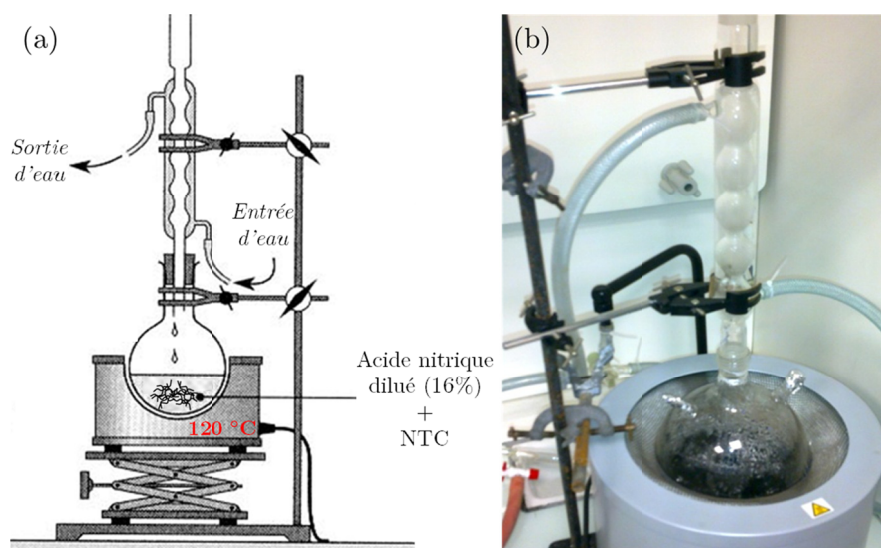 (a)
Sortie
d'eau
Entrée
d'eau
Acide nitrique
dilué (16%)
+
NTC
120 °C
(b)